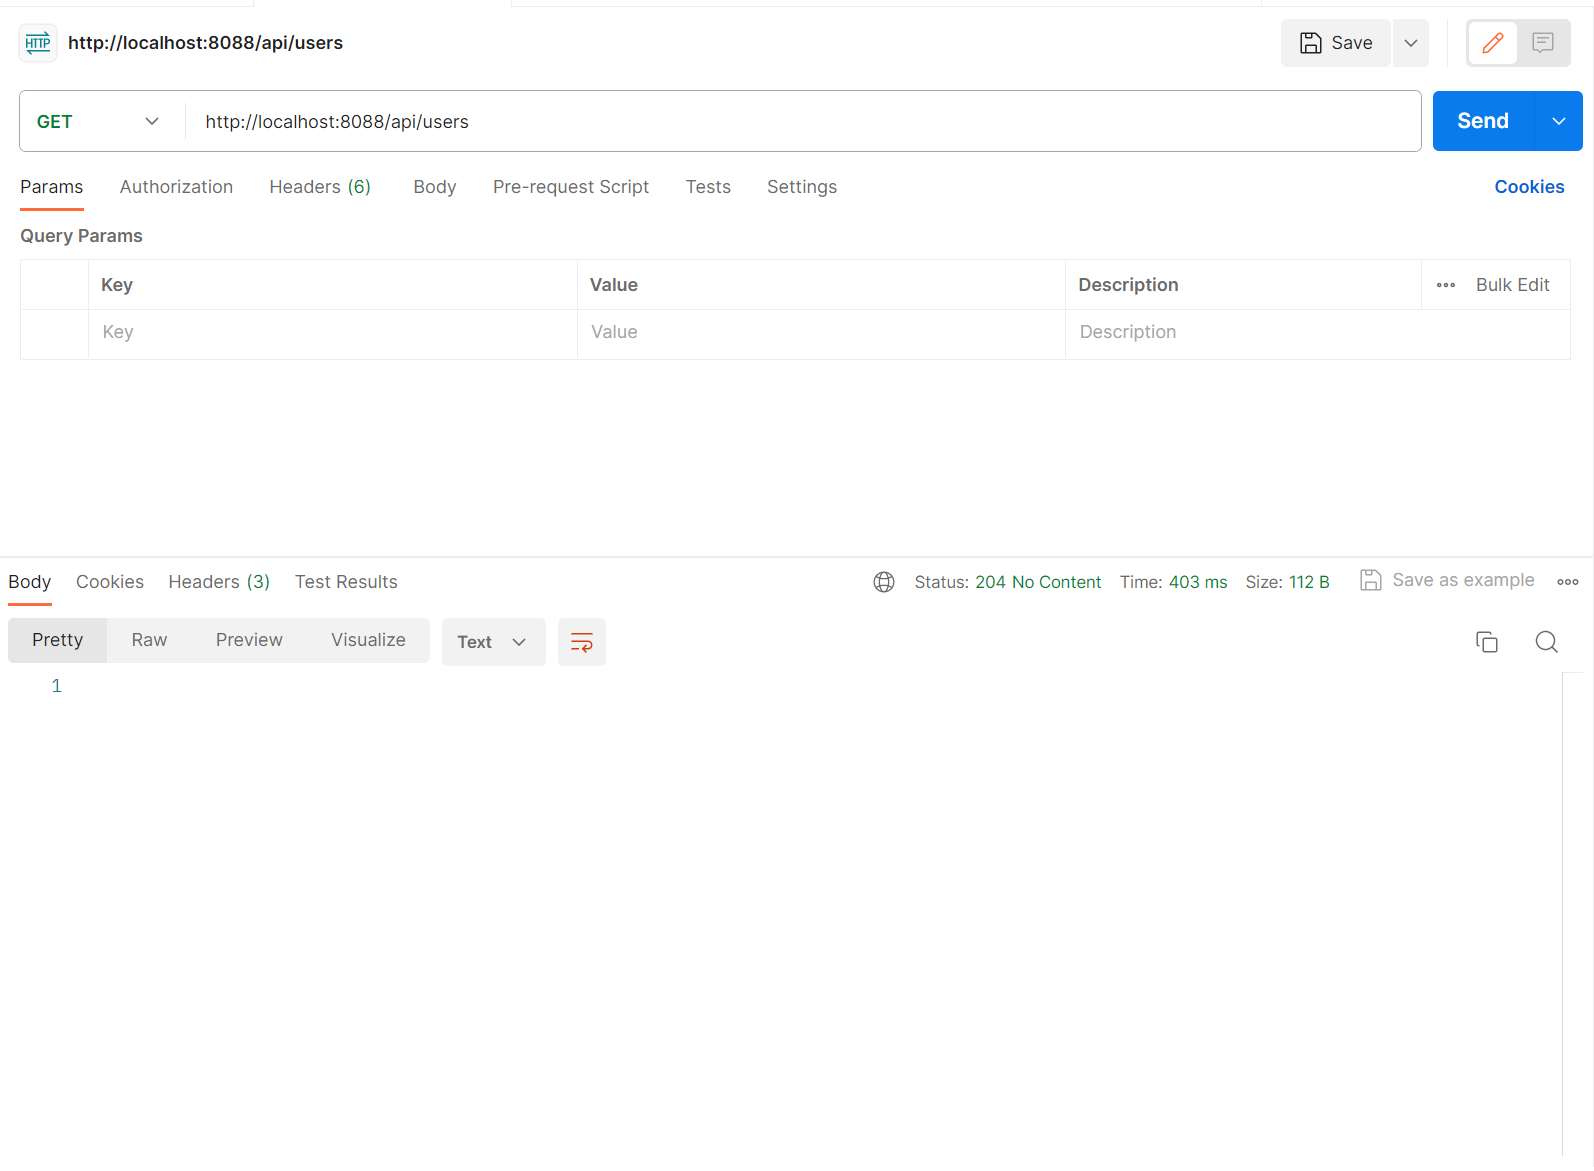 HTTP http://localhost:8088/api/users Save
GET http://localhost:8088/api/users Send
Params Authorization Headers (6) Body Pre-request Script Tests Settings Cookies
Query Params
Key Value Description Bulk Edit
Key Value Description
Body Cookies Headers (3) Test Results Status: 204 No Content Time: 403 ms Size: 112 B Save as example
Pretty Raw Preview Visualize Text
1